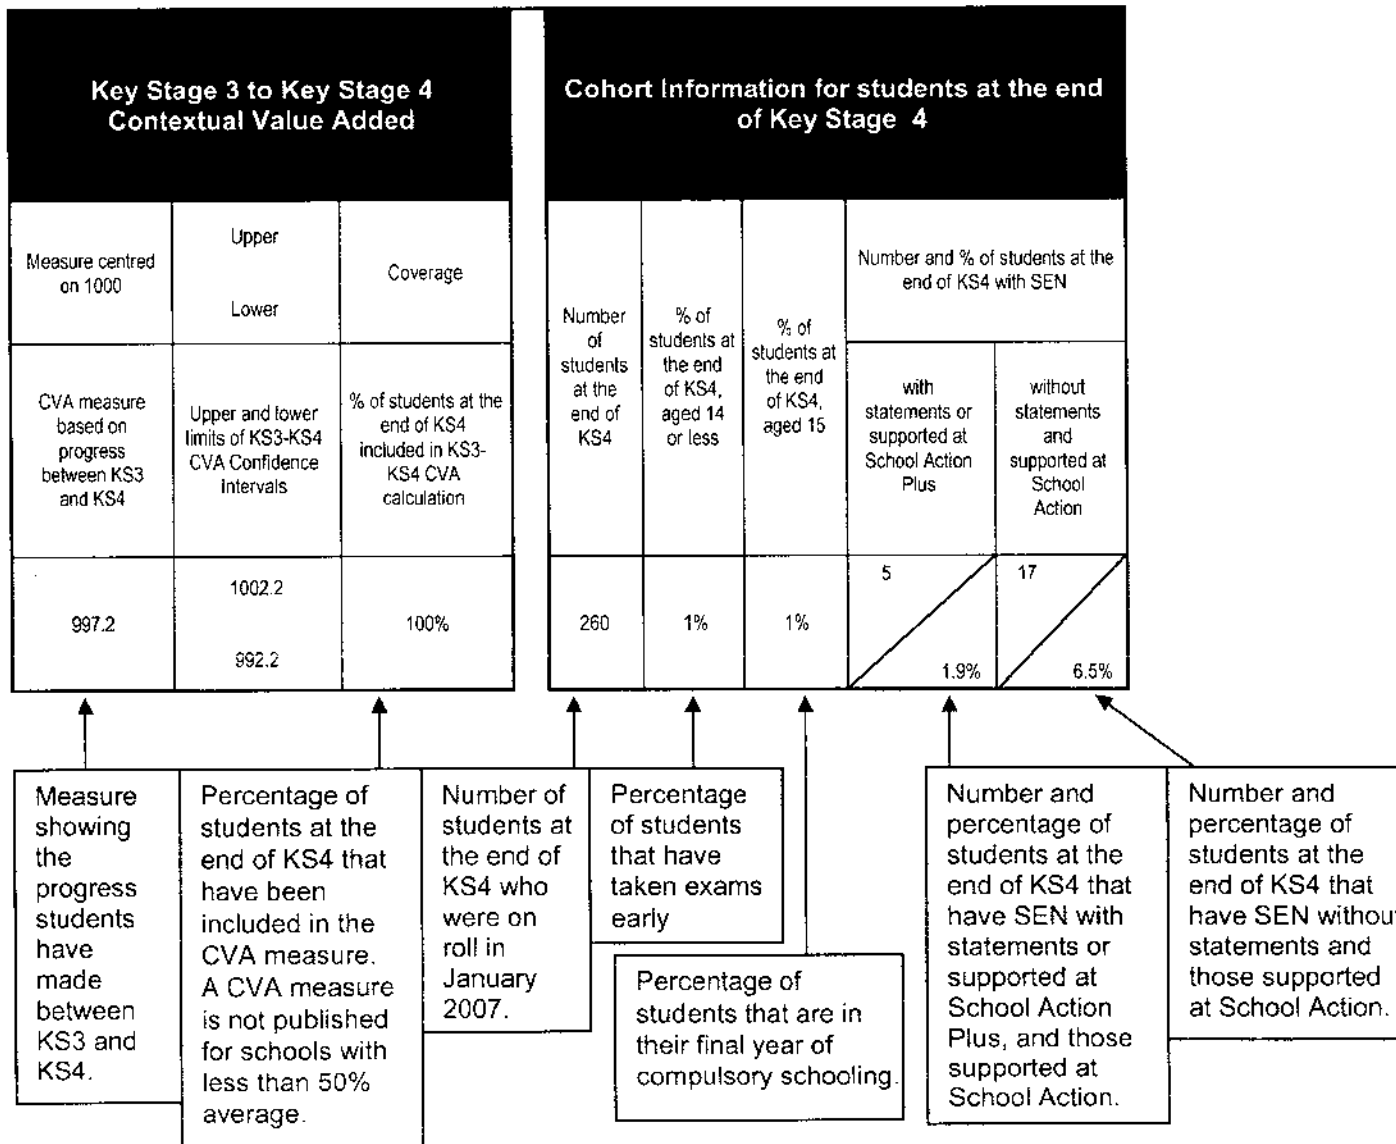 Key Stage 3 to Key Stage 4
Contextual Value Added
Measure centred
on 1000
Upper
Lower
Coverage
CVA measure
based on
progress
between KS3
and KS4
Upper and lower
limits of KS3-KS4
CVA Confidence
Intervals
% of students at the
end of KS4
included in KS3-
KS4 CVA
calculation
997.2
1002.2
992.2
100%
Cohort Information for students at the end
of Key Stage 4
Number
of
students
at the
end of
KS4
% of
students at
the end
of KS4,
aged 14
or less
% of
students at
the end
of KS4,
aged 15
Number and % of students at the
end of KS4 with SEN
with
statements or
supported at
School Action
Plus
without
statements
and
supported at
School
Action
260
1%
1%
5
1.9%
17
6.5%
Measure
showing
the
progress
students
have
made
between
KS3 and
KS4.
Percentage of
students at the
end of KS4 that
have been
included in the
CVA measure.
A CVA measure
is not published
for schools with
less than 50%
average.
Number of
students at
the end of
KS4 who
were on
roll in
January
2007.
Percentage
of students
that have
taken exams
early
Percentage of
students that are in
their final year of
compulsory schooling.
Number and
percentage of
students at the
end of KS4 that
have SEN with
statements or
supported at
School Action
Plus, and those
supported at
School Action.
Number and
percentage of
students at the
end of KS4 that
have SEN without
statements and
those supported
at School Action.